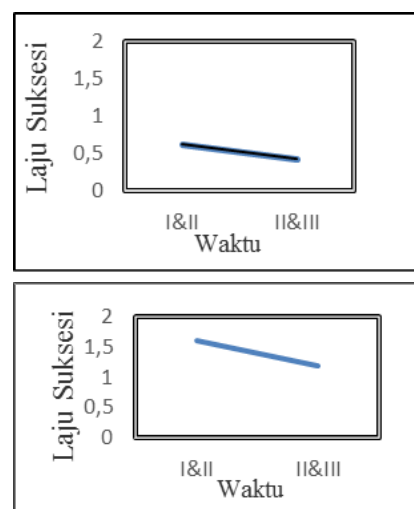 Laju Suksesi
2
1,5
1
0,5
0
I&II II&III
Waktu
Laju Suksesi
2
1,5
1
0,5
0
I&II II&III
Waktu